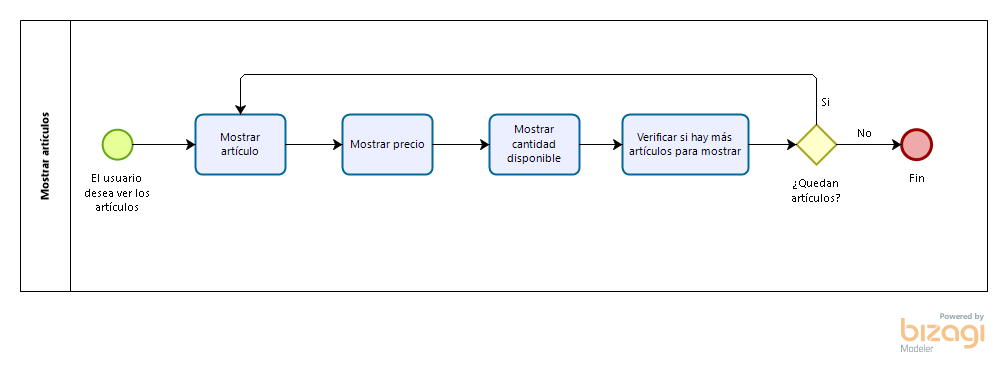 Mostrar artículos
El usuario
desea ver los
artículos
Mostrar
artículo
Mostrar precio
Mostrar
cantidad
disponible
Verificar si hay más
artículos para mostrar
¿Quedan
artículos?
Si
No
Fin
Powered by
bizagi
Modeler